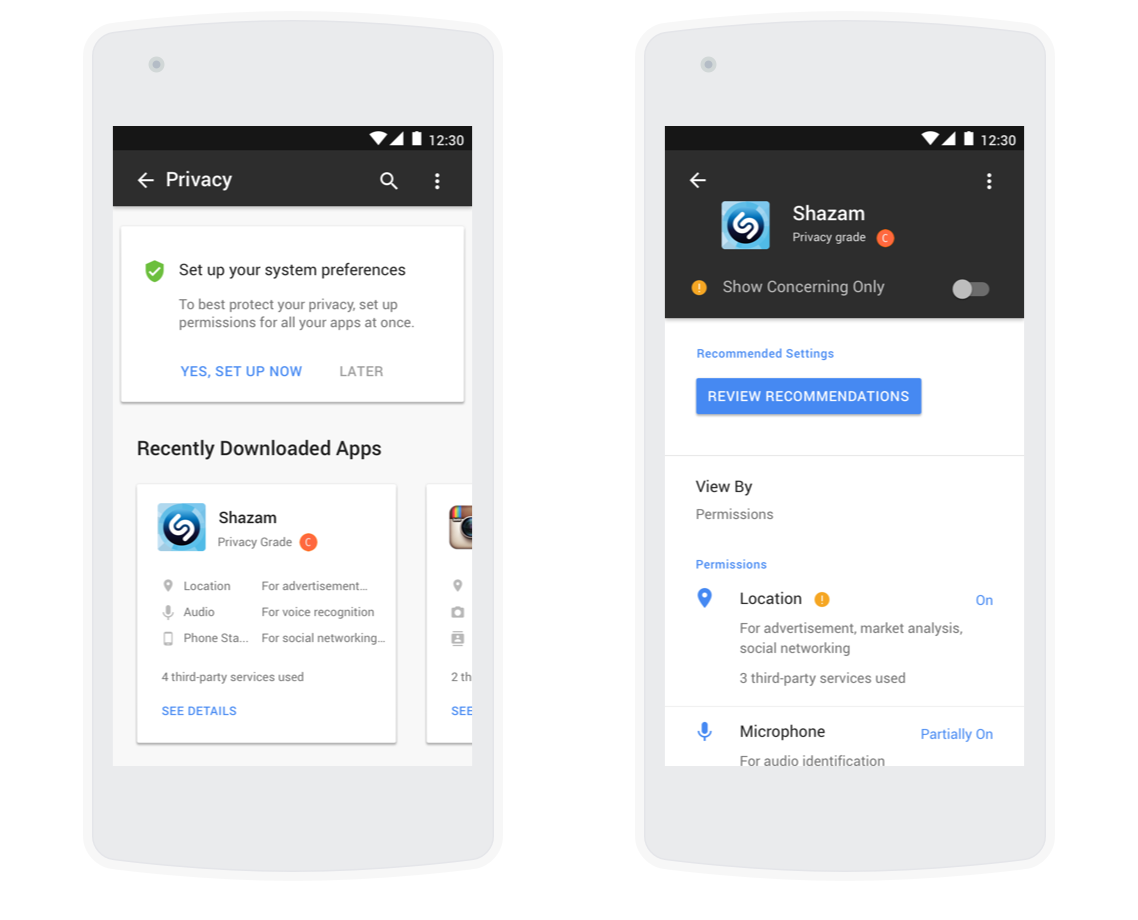 12:30
Privacy
Set up your system preferences
To best protect your privacy, set up
permissions for all your apps at once.
YES, SET UP NOW LATER
Recently Downloaded Apps
Shazam
Privacy Grade C
Location For advertisement...
Audio For voice recognition
Phone Sta... For social networking...
4 third-party services used
SEE DETAILS
2 th
SEE
12:30
Shazam
Privacy grade C
! Show Concerning Only
Recommended Settings
REVIEW RECOMMENDATIONS
View By
Permissions
Permissions
Location ! On
For advertisement, market analysis,
social networking
3 third-party services used
Microphone Partially On
For audio identification